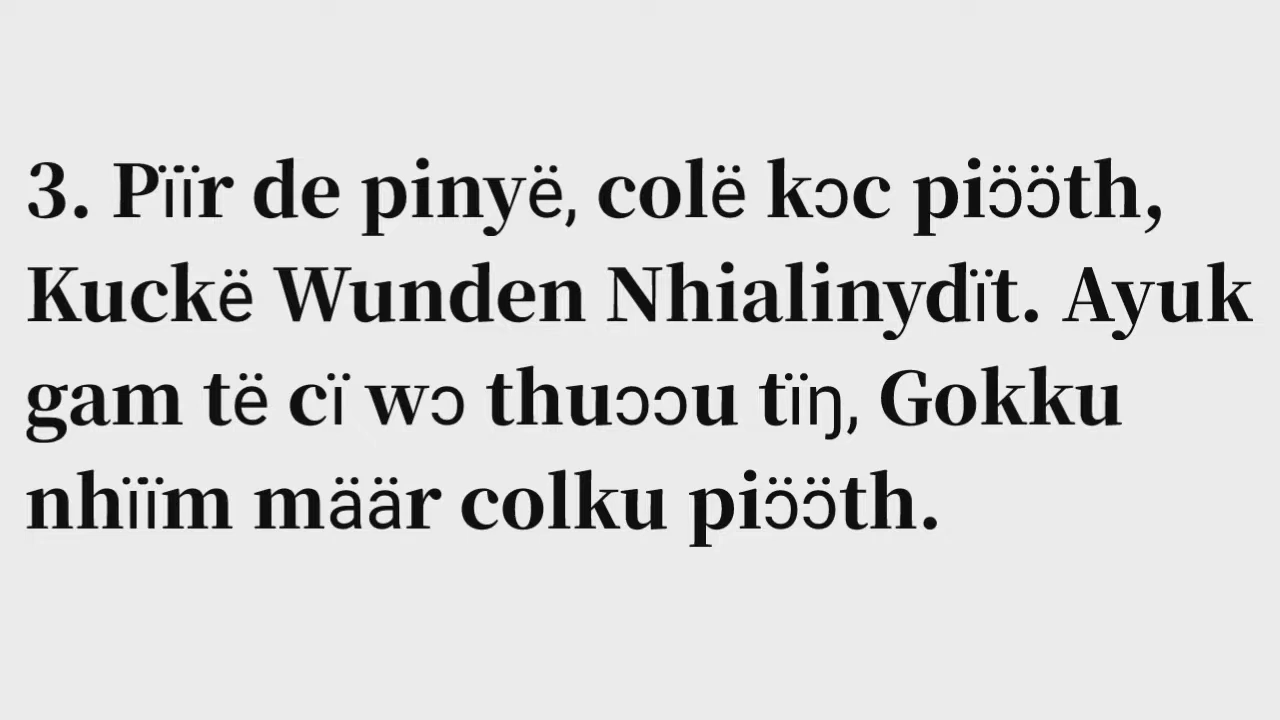 3. Pïïr de pinyë, colë kɔc piɔ̈ɔ̈th,
Kuckë Wunden Nhialinydït. Ayuk
gam të cï wɔ thuɔɔu tïŋ, Gokku
nhïïm määr colku piɔ̈ɔ̈th.